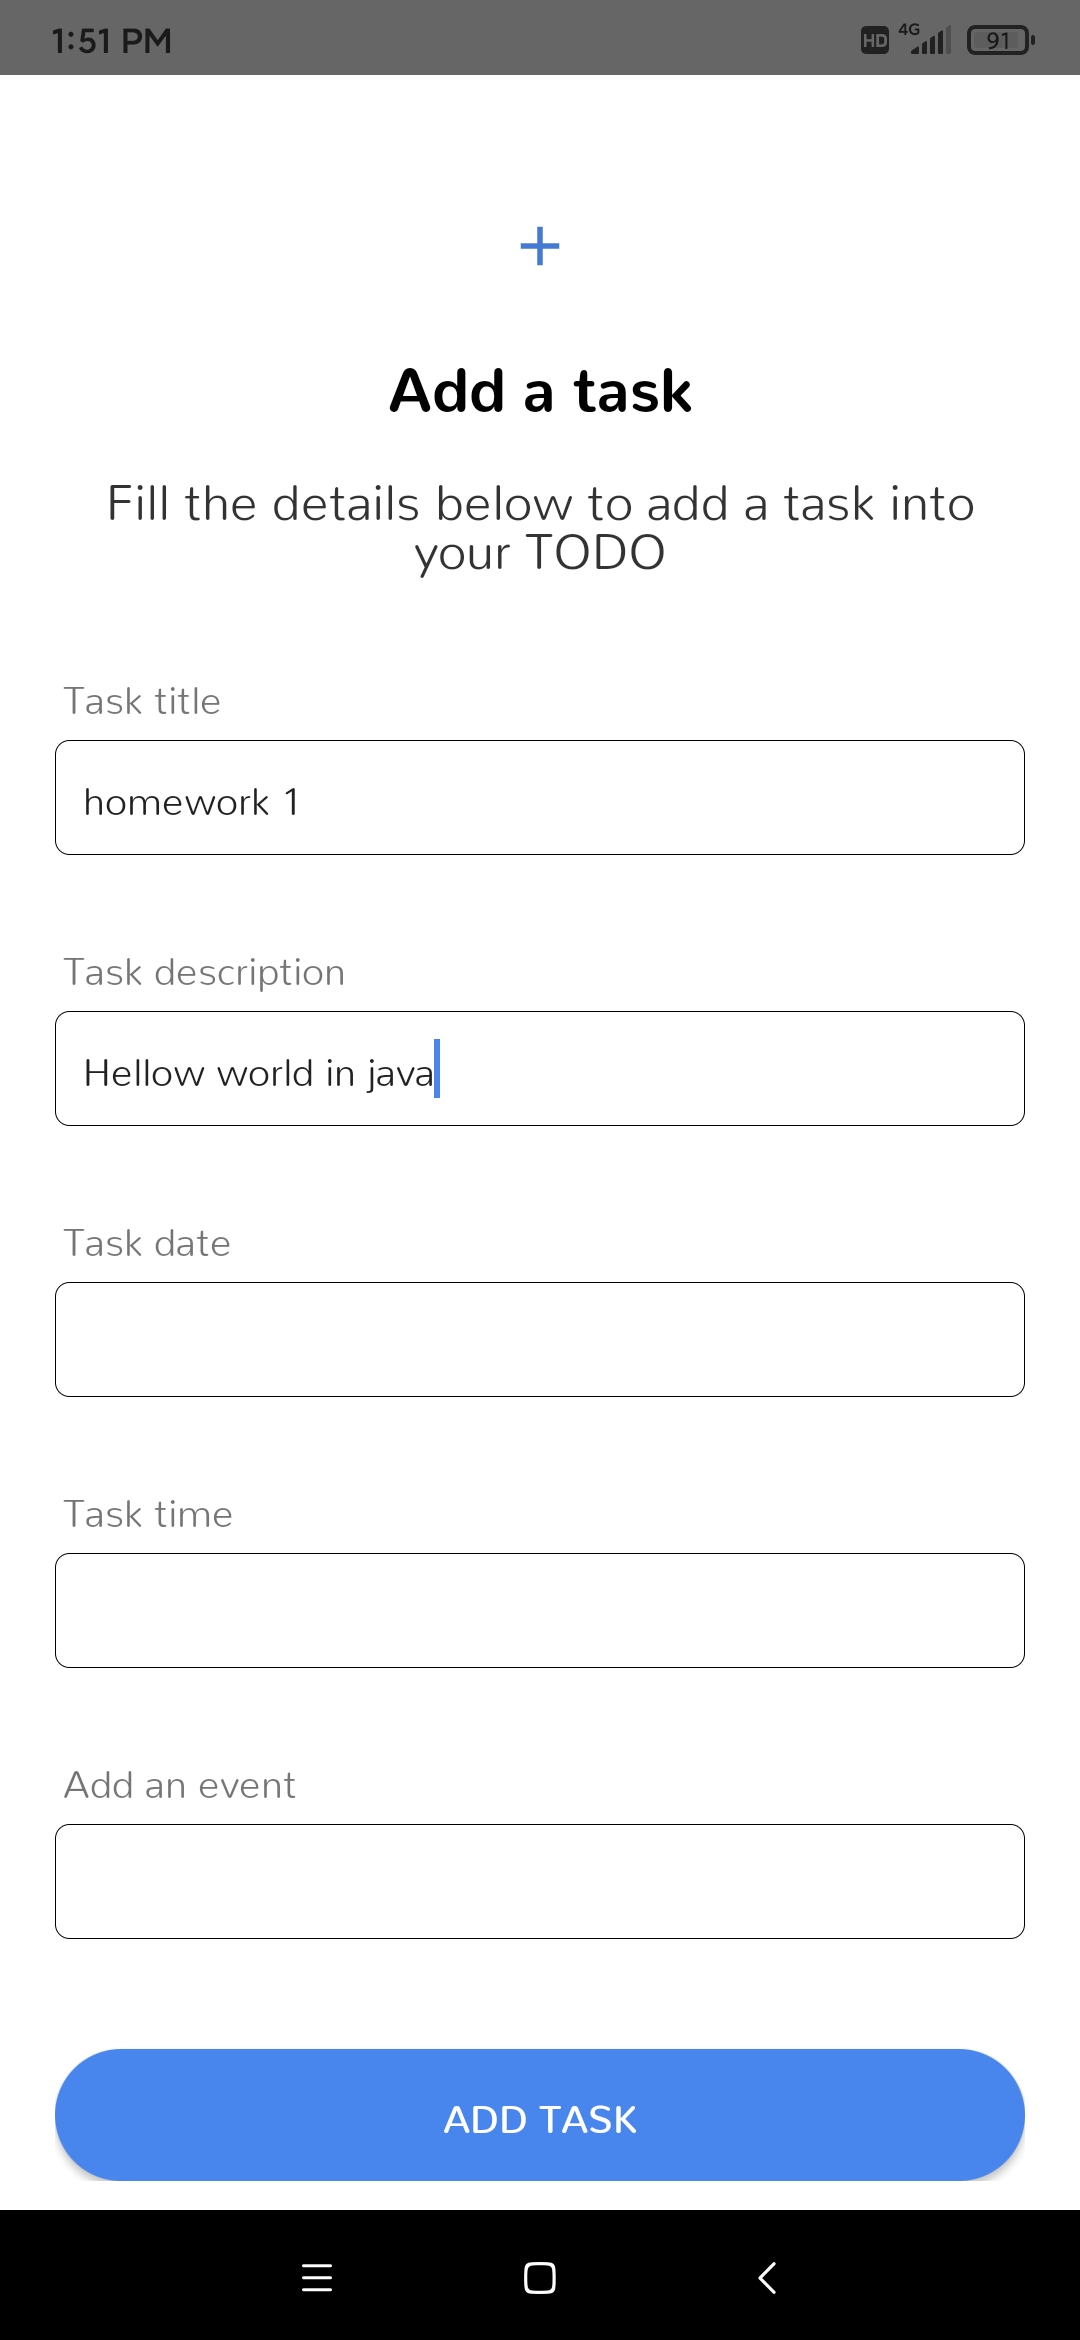 1:51 PM HD 4G 91
Add a task
Fill the details below to add a task into
your TODO
Task title
homework 1
Task description
Hellow world in java
Task date
Task time
Add an event
ADD TASK